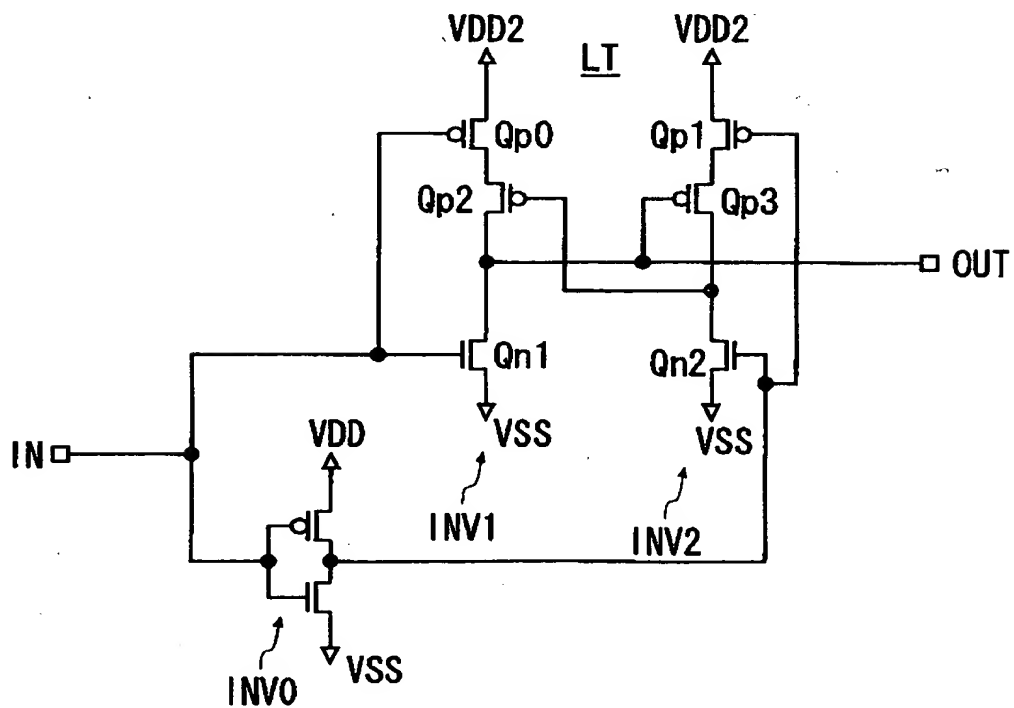 VDD2
LT
VDD2
Qp0
Qp1
Qp2
Qp3
OUT
Qn1
Qn2
VSS
VSS
VDD
IN
INV1
INV2
VSS
INV0